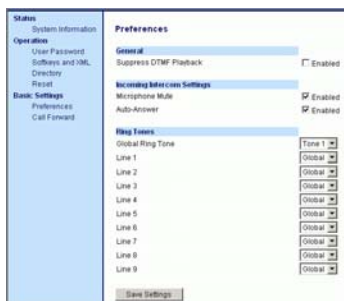 Status
System Information
Operation
User Password
Softkeys and XML
Directory
Reset
Basic Settings
Preferences
Call Forward
Preferences
General
Suppress DTMF Playback Enabled
Incoming Intercom Settings
Microphone Mute Enabled
Auto-Answer Enabled
Ring Tones
Global Ring Tone Tone 1
Line 1 Global
Line 2 Global
Line 3 Global
Line 4 Global
Line 5 Global
Line 6 Global
Line 7 Global
Line 8 Global
Line 9 Global
Save Settings